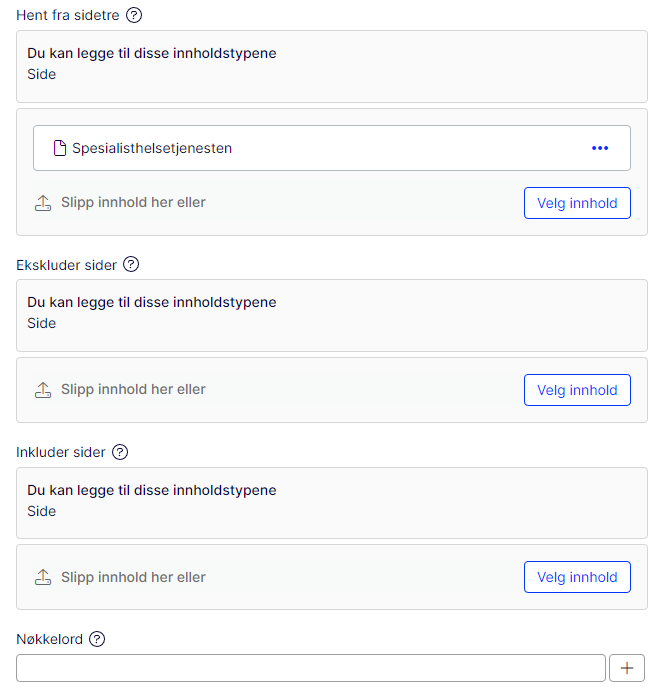 Hent fra sidetre ?
Du kan legge til disse innholdstypene
Side
Spesialisthelsetjenesten
Slipp innhold her eller
Velg innhold
Ekskluder sider ?
Du kan legge til disse innholdstypene
Side
Slipp innhold her eller
Velg innhold
Inkluder sider ?
Du kan legge til disse innholdstypene
Side
Slipp innhold her eller
Velg innhold
Nøkkelord ?